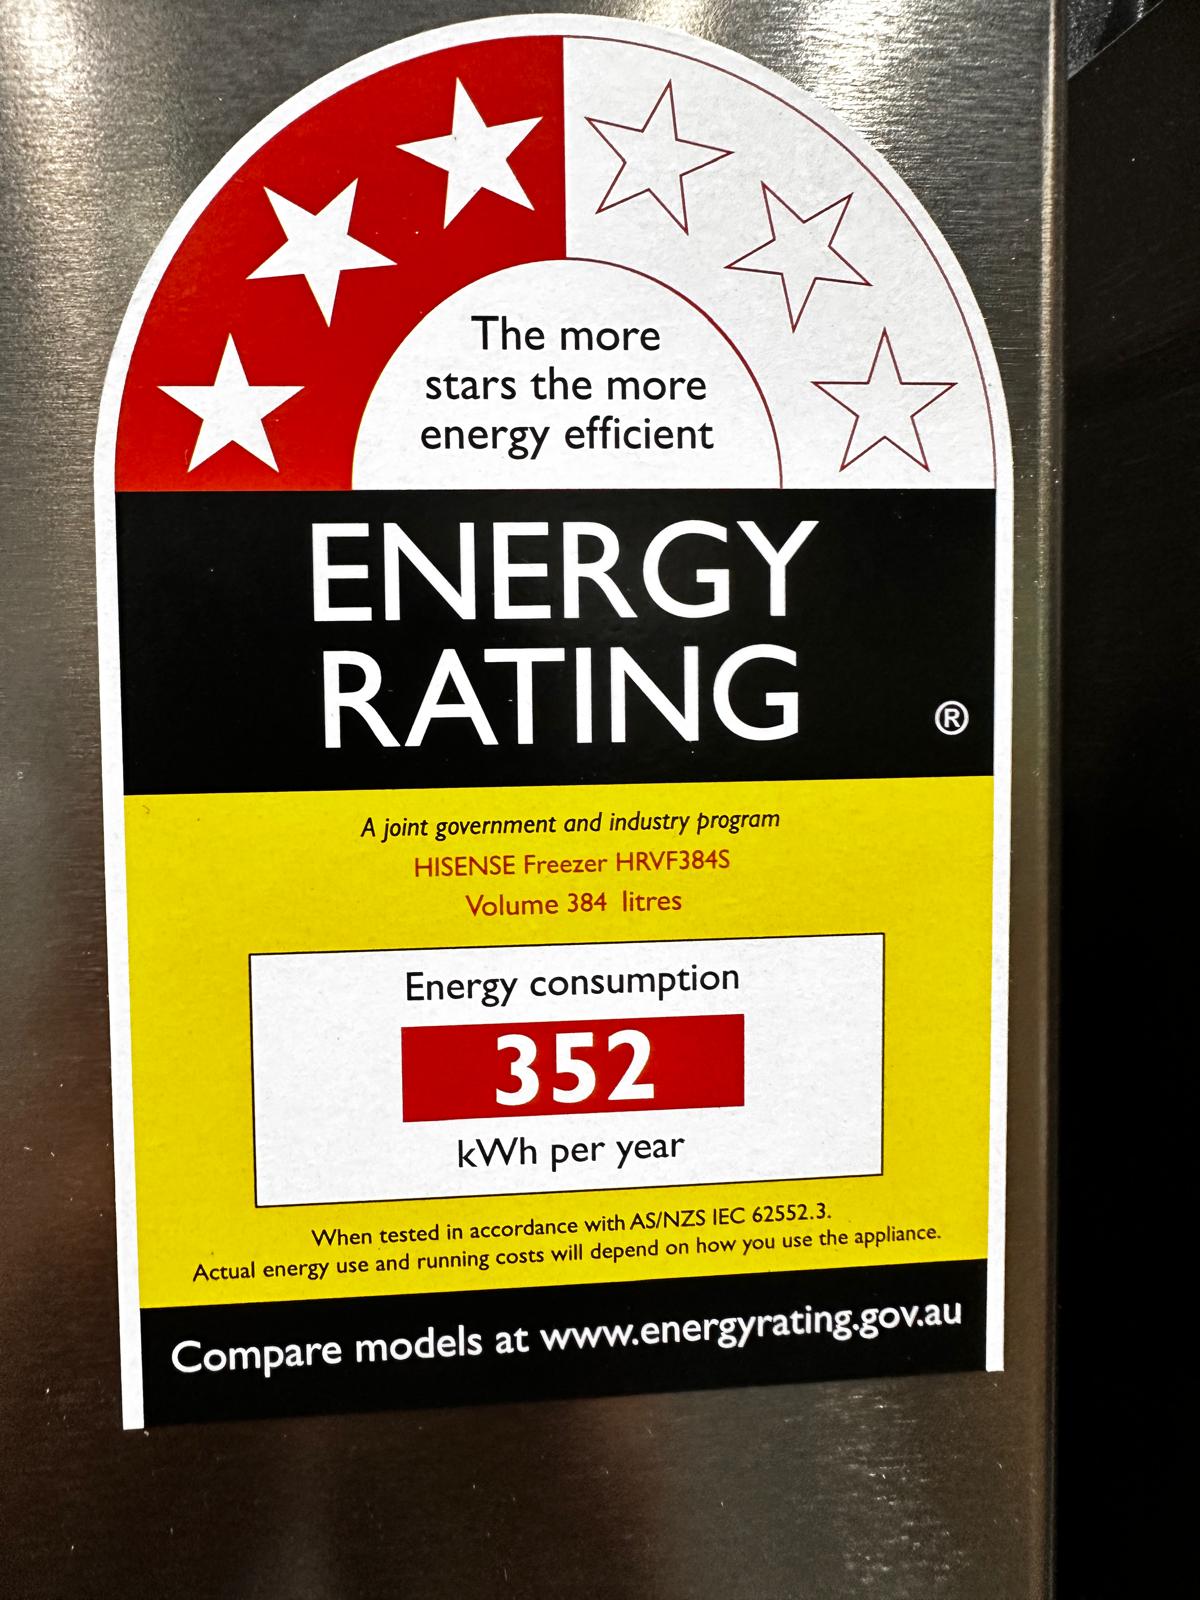 The more
stars the more
energy efficient
ENERGY
RATING
®
A joint government and industry program
HISENSE Freezer HRVF384S
Volume 384 litres
Energy consumption
352
kWh per year
When tested in accordance with AS/NZS IEC 62552.3.
Actual energy use and running costs will depend on how you use the appliance.
Compare models at www.energyrating.gov.au